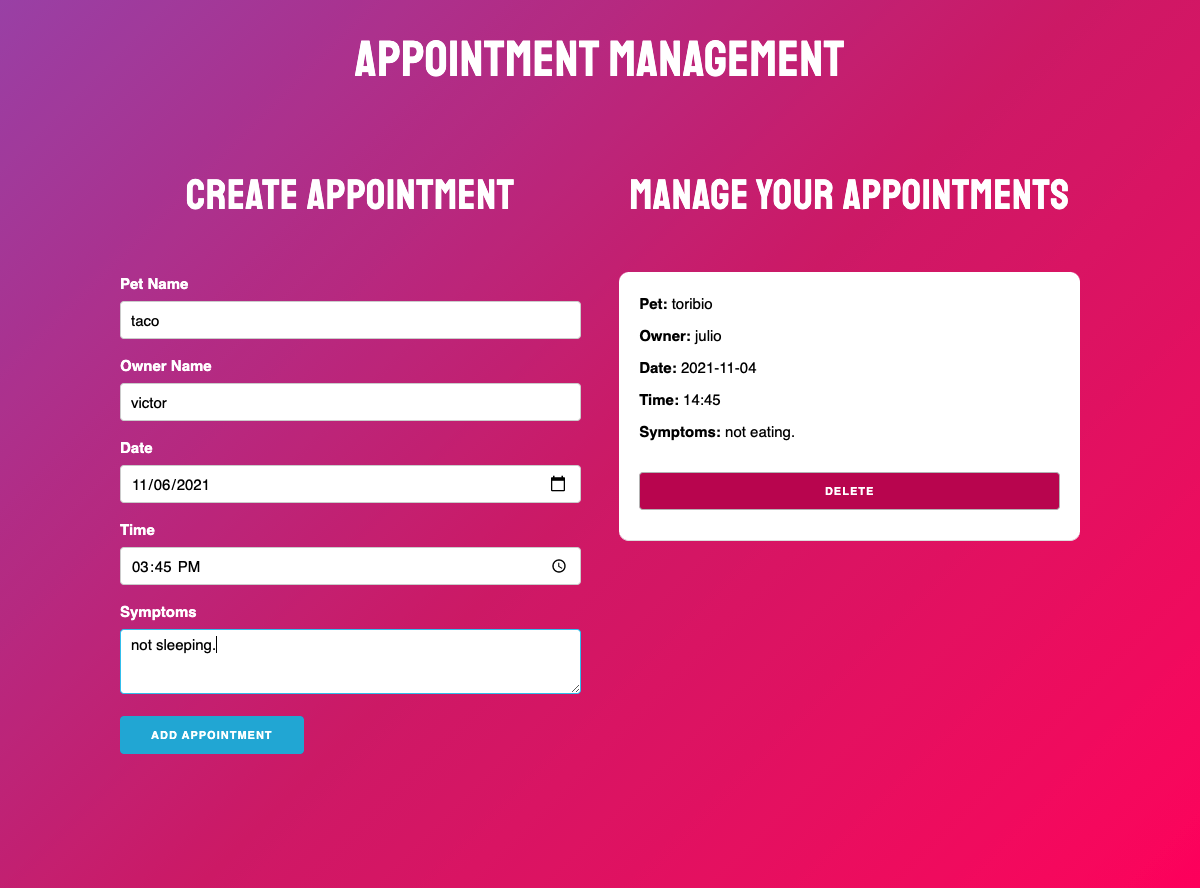 APPOINTMENT MANAGEMENT
CREATE APPOINTMENT
Pet Name
taco
Owner Name
victor
Date
11/06/2021
Time
03:45 PM
Symptoms
not sleeping.
ADD APPOINTMENT
MANAGE YOUR APPOINTMENTS
Pet: toribio
Owner: julio
Date: 2021-11-04
Time: 14:45
Symptoms: not eating.
DELETE